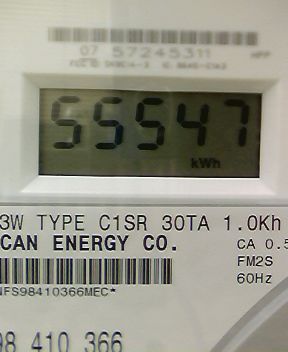 07 57245311
55547
kWh
3W TYPE C1SR 30TA 1.0Kh
CAN ENERGY CO.
CA 0.5
FM2S
60Hz
NFS98410366MEC*
98 410 366